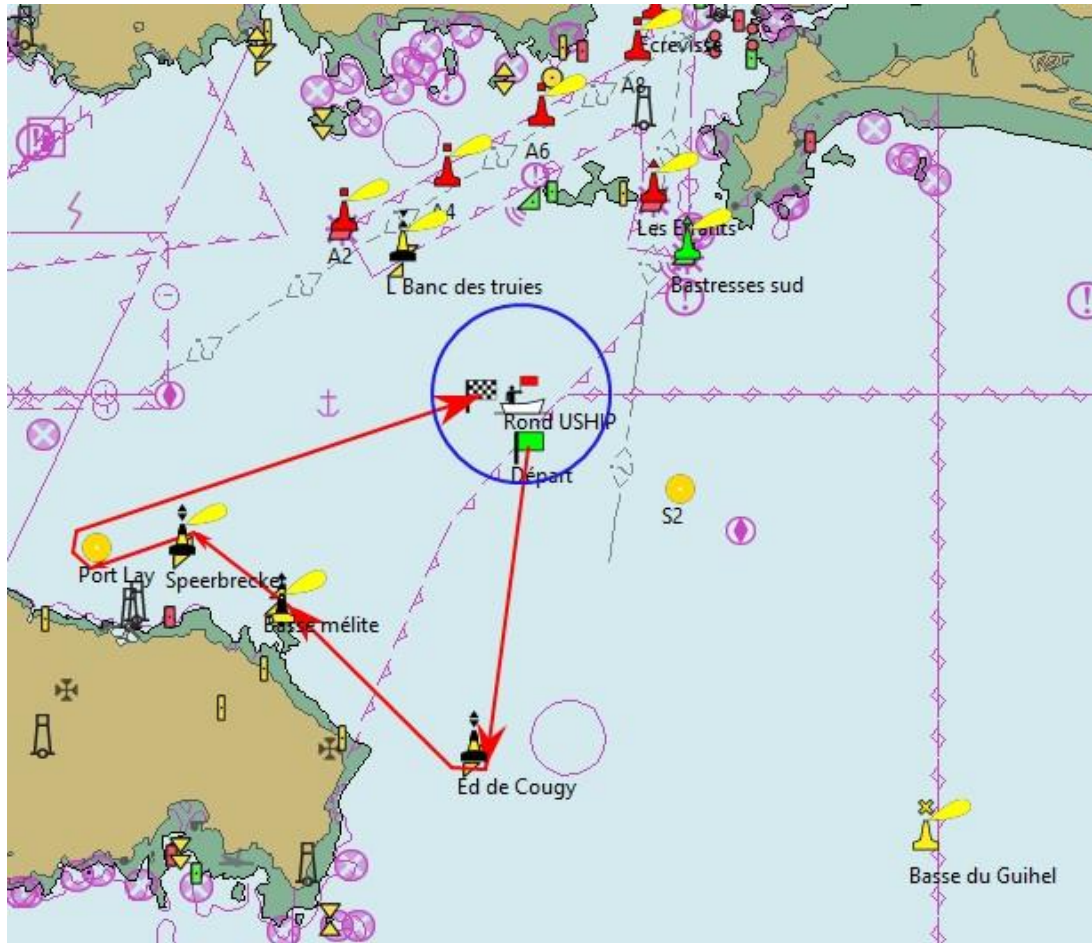 Ecrevisse
A8
A6
A4
A2
Les Errants
L Banc des truies
Bastresses sud
Rond USHIP
Départ
S2
Port Lay
Speerbrecker
Basse mélite
Ed de Cougy
Basse du Guihel